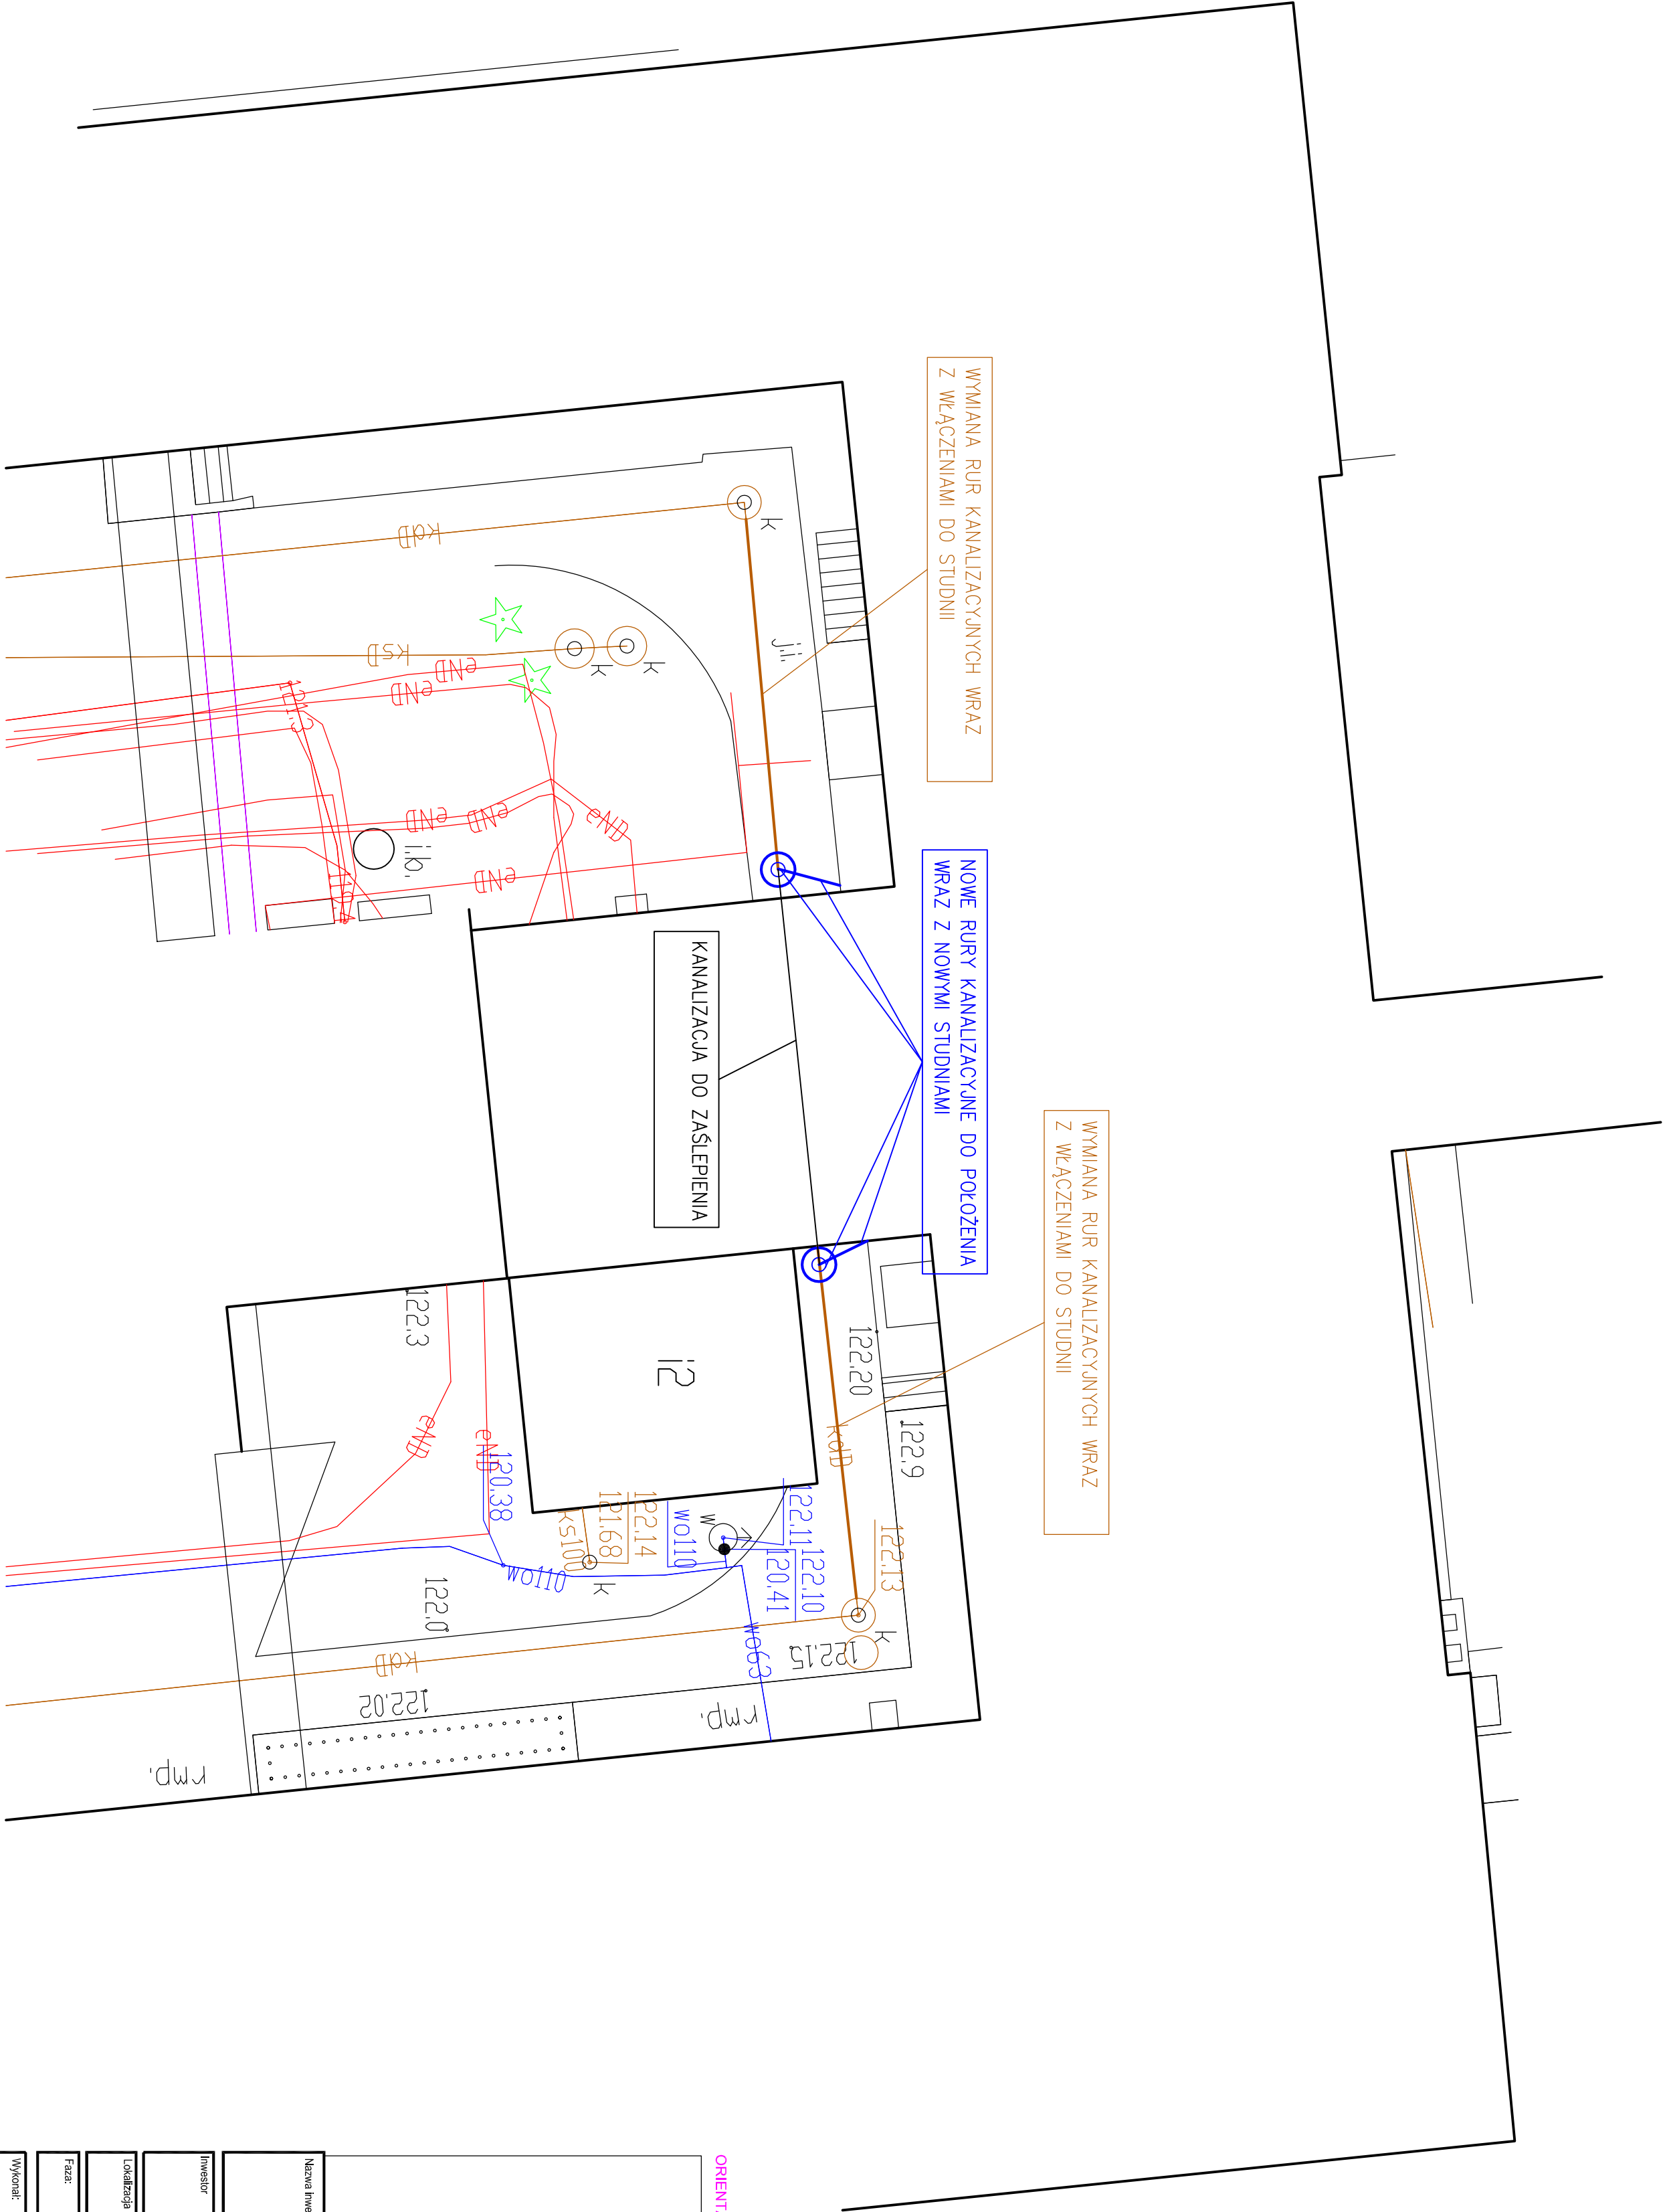 WYMIANA RUR KANALIZACYJNYCH WRAZ
Z WŁĄCZENIAMI DO STUDNII
NOWE RURY KANALIZACYJNE DO POŁOŻENIA
WRAZ Z NOWYMI STUDNIAMI
WYMIANA RUR KANALIZACYJNYCH WRAZ
Z WŁĄCZENIAMI DO STUDNII
KANALIZACJA DO ZAŚLEPIENIA
k
kdD
j.i.
ksD
k
k
eND
eND
eND
eND
eND
eND
i.b.
i2
122.20
122.9
kdD
122.13
k
122.15
122.11
122.10
120.41
w
wo110
wo63
122.14
121.68
ks100
k
120.38
wo110
eND
eND
122.3
122.0
kdD
122.02
rmp.
rmp.
ORIENT
Nazwa inwe
Inwestor
Lokalizacja
Faza:
Wykonał: